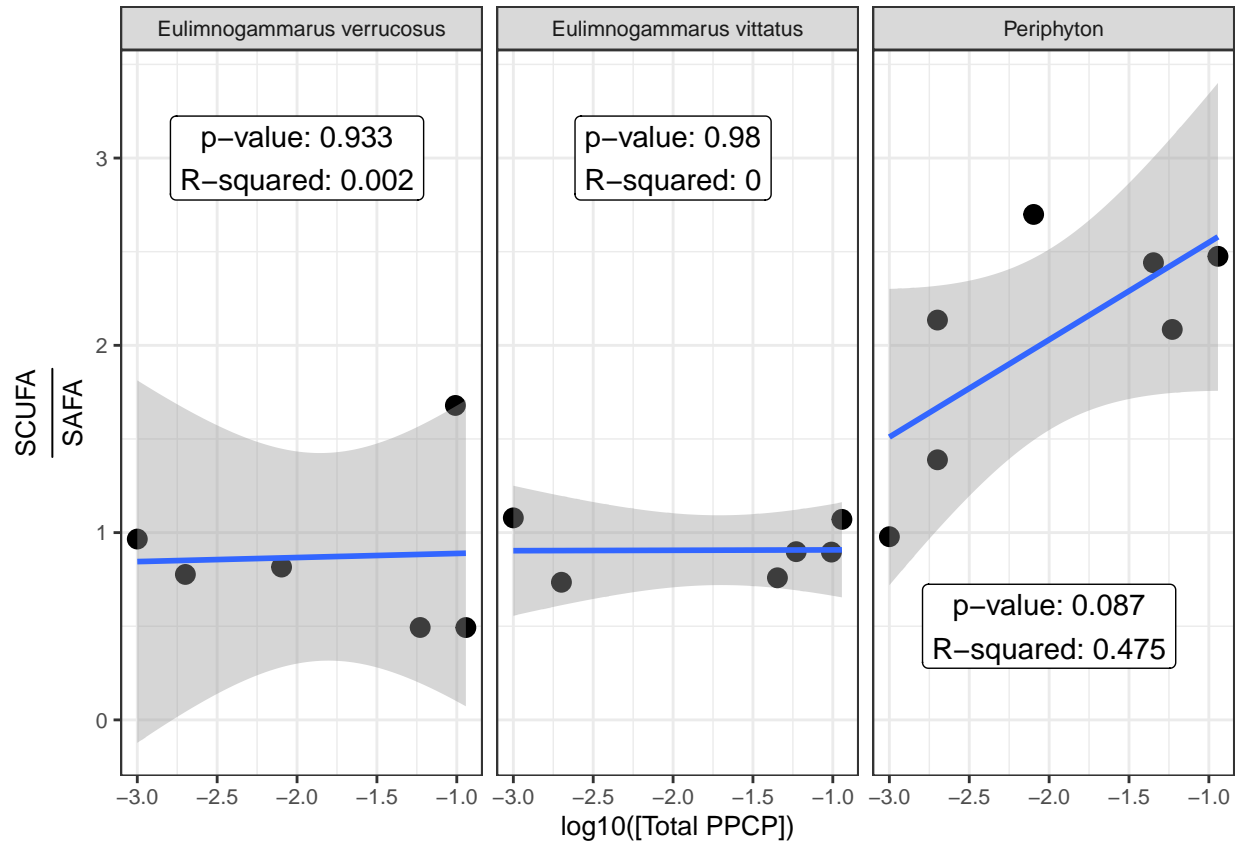 Eulimnogammarus verrucosus
Eulimnogammarus vittatus
Periphyton
p−value: 0.933
R−squared: 0.002
p−value: 0.98
R−squared: 0
p−value: 0.087
R−squared: 0.475
3
2
1
0
SCUFA
SAFA
−3.0 −2.5 −2.0 −1.5 −1.0
−3.0 −2.5 −2.0 −1.5 −1.0
−3.0 −2.5 −2.0 −1.5 −1.0
log10([Total PPCP])